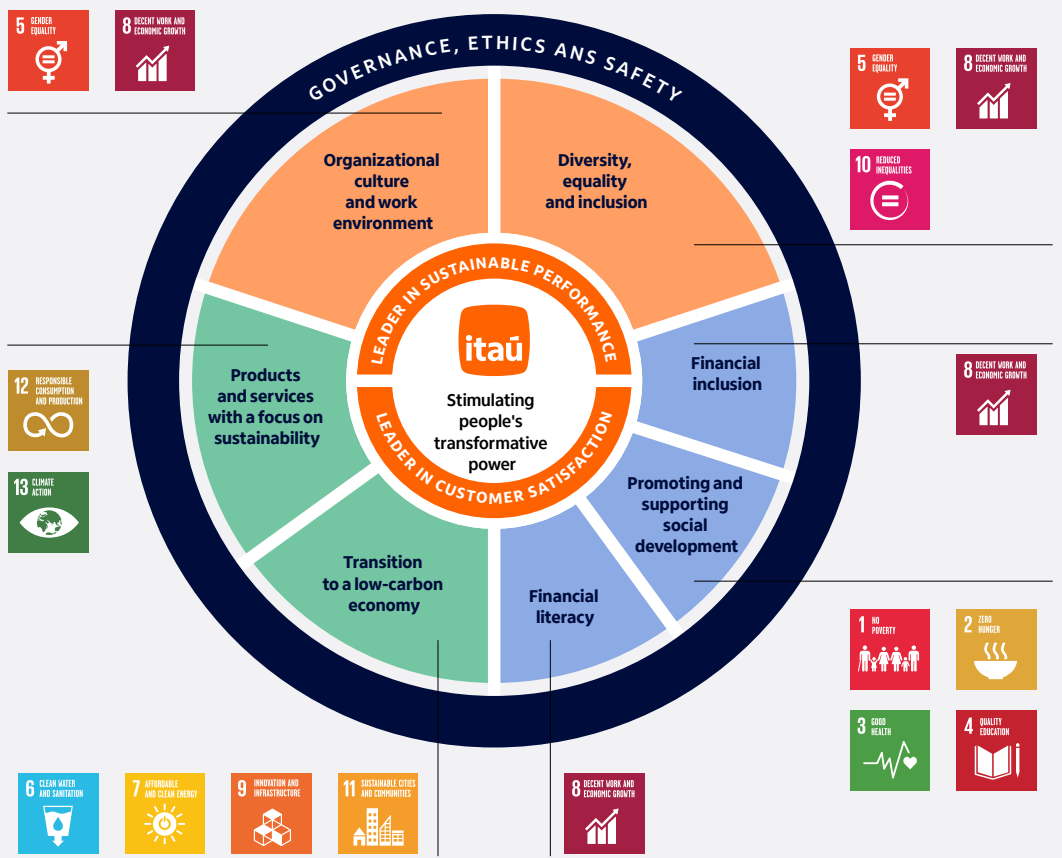 5 GENDER
EQUALITY
8 DECENT WORK AND
ECONOMIC GROWTH
GOVERNANCE, ETHICS ANS SAFETY
5 GENDER
EQUALITY
8 DECENT WORK AND
ECONOMIC GROWTH
10 REDUCED
INEQUALITIES
Organizational
culture
and work
environment
Diversity,
equality
and inclusion
LEADER IN SUSTAINABLE PERFORMANCE
itaú
Stimulating
people's
transformative
power
LEADER IN CUSTOMER SATISFACTION
Products
and services
with a focus on
sustainability
Financial
inclusion
12 RESPONSIBLE
CONSUMPTION
AND PRODUCTION
13 CLIMATE
ACTION
8 DECENT WORK AND
ECONOMIC GROWTH
Promoting and
supporting
social
development
Transition
to a low-carbon
economy
Financial
literacy
1 NO
POVERTY
2 ZERO
HUNGER
3 GOOD
HEALTH
4 QUALITY
EDUCATION
6 CLEAN WATER
AND SANITATION
7 AFFORDABLE
AND CLEAN ENERGY
9 INNOVATION AND
INFRASTRUCTURE
11 SUSTAINABLE CITIES
AND COMMUNITIES
8 DECENT WORK AND
ECONOMIC GROWTH